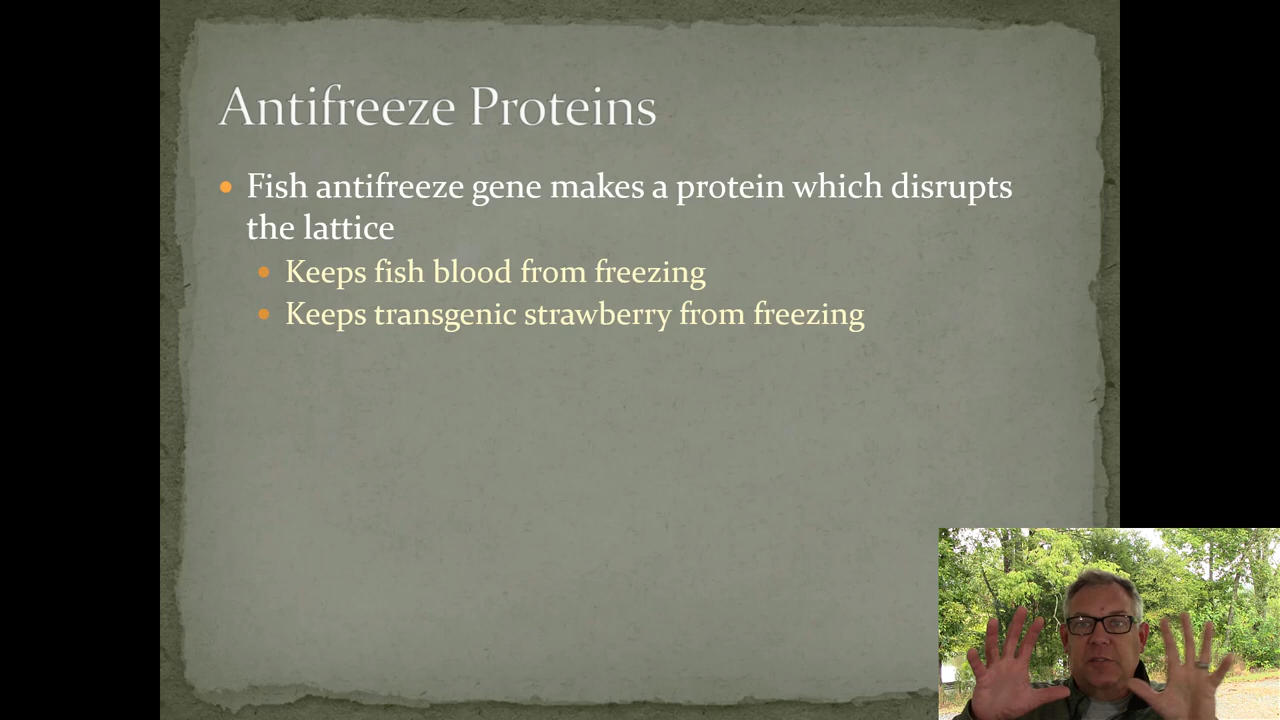 Antifreeze Proteins
Fish antifreeze gene makes a protein which disrupts
the lattice
Keeps fish blood from freezing
Keeps transgenic strawberry from freezing